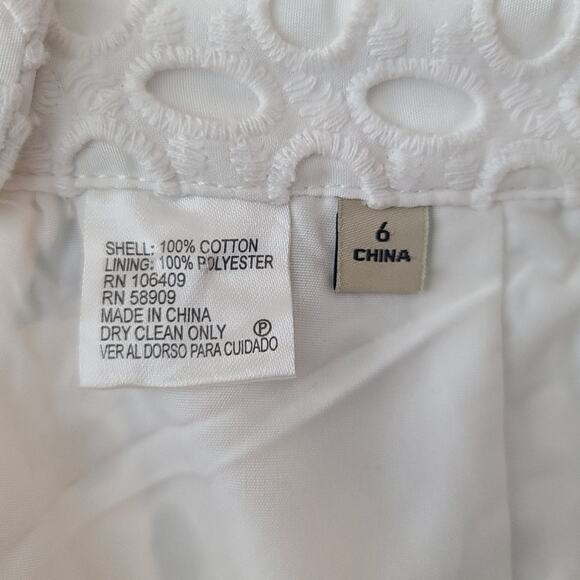 SHELL: 100% COTTON
LINING: 100% POLYESTER
RN 106409
RN 58909
MADE IN CHINA
DRY CLEAN ONLY Ⓟ
VER AL DORSO PARA CUIDADO
6
CHINA